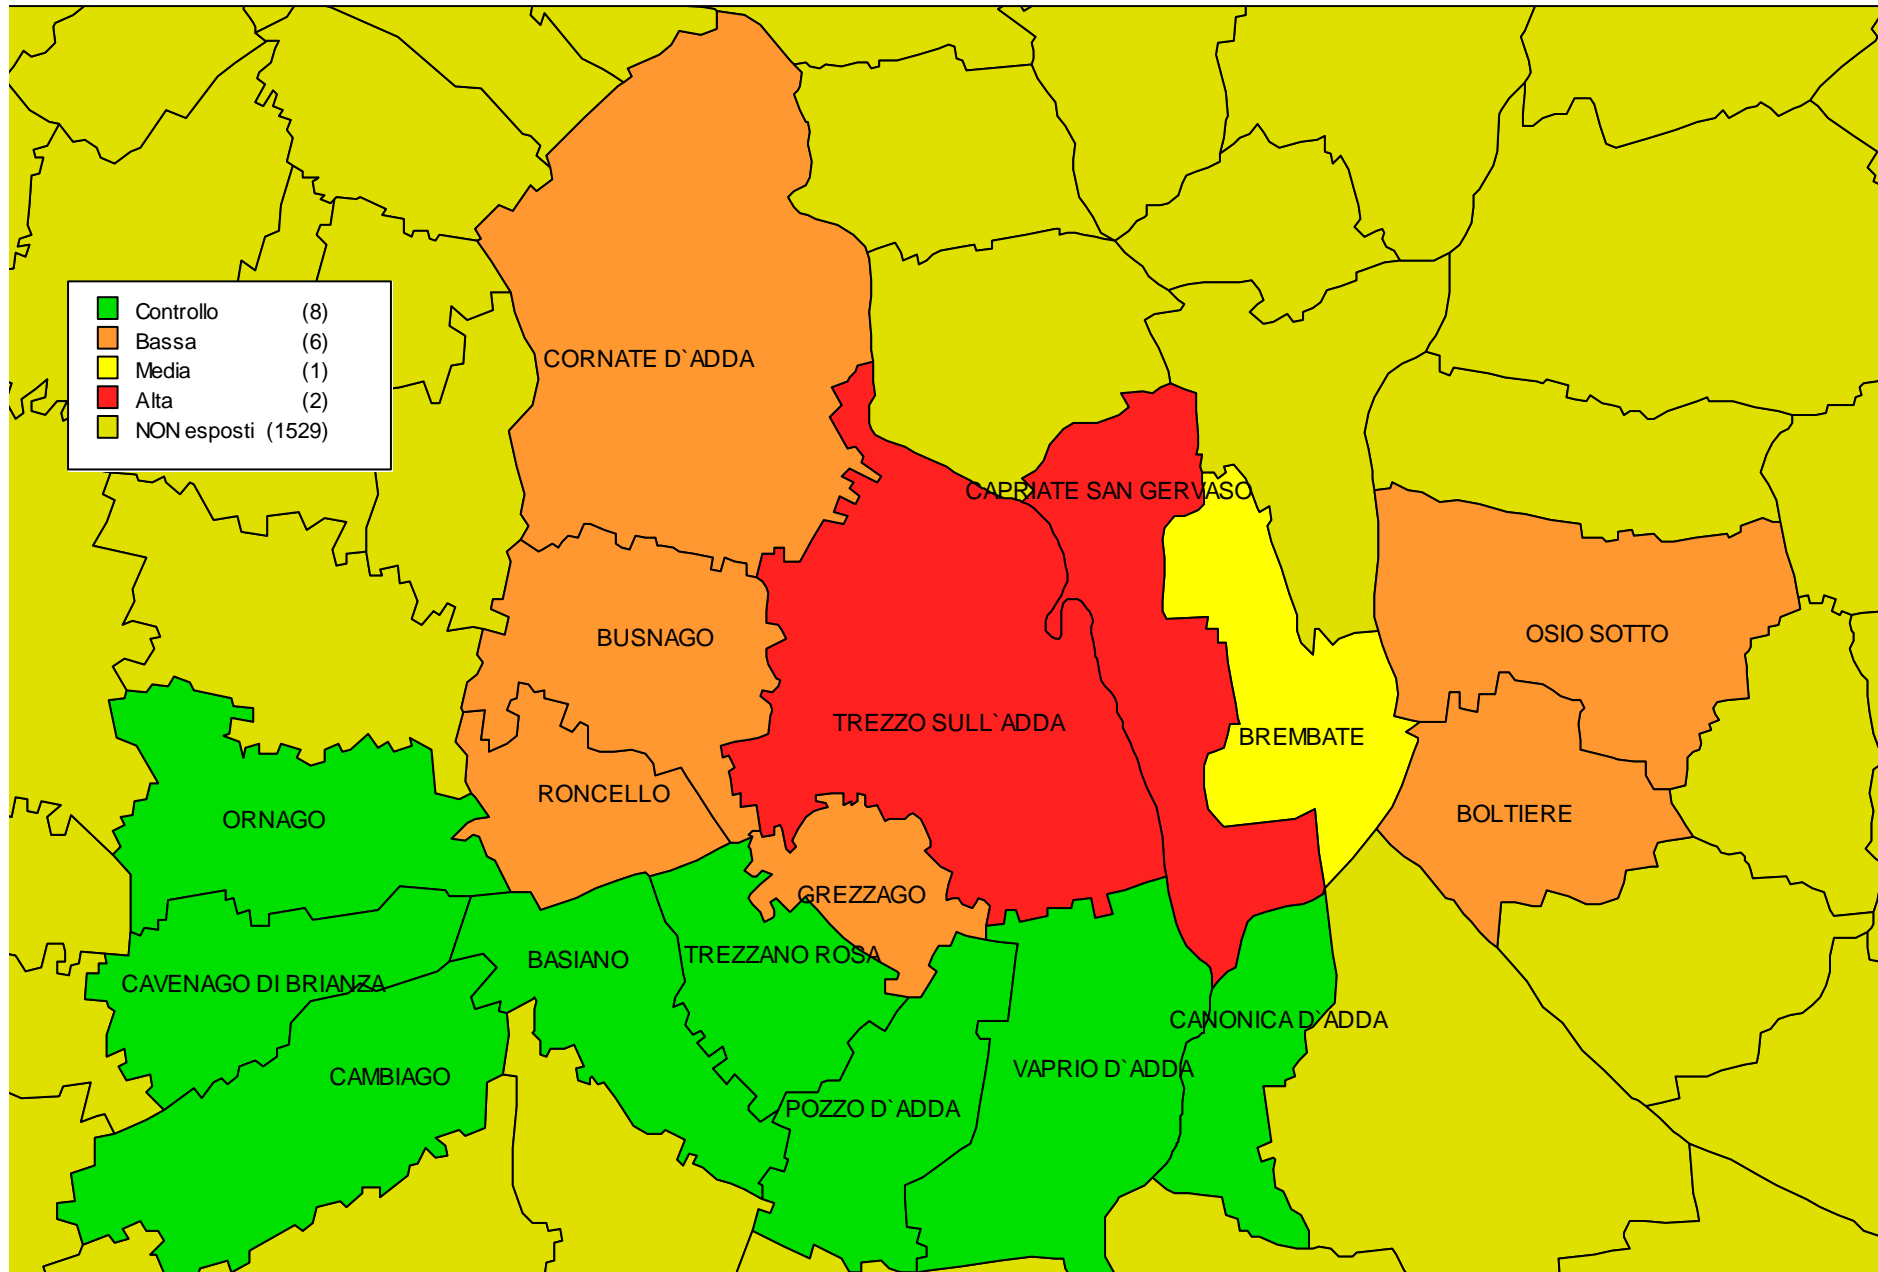 Controllo (8)
Bassa (6)
Media (1)
Alta (2)
NON esposti (1529)
CORNATE D`ADDA
CAPRIATE SAN GERVASO
BUSNAGO
OSIO SOTTO
TREZZO SULL`ADDA
BREMBATE
RONCELLO
BOLTIERE
ORNAGO
GREZZAGO
TREZZANO ROSA
BASIANO
CAVENAGO DI BRIANZA
CANONICA D`ADDA
VAPRIO D`ADDA
CAMBIAGO
POZZO D`ADDA